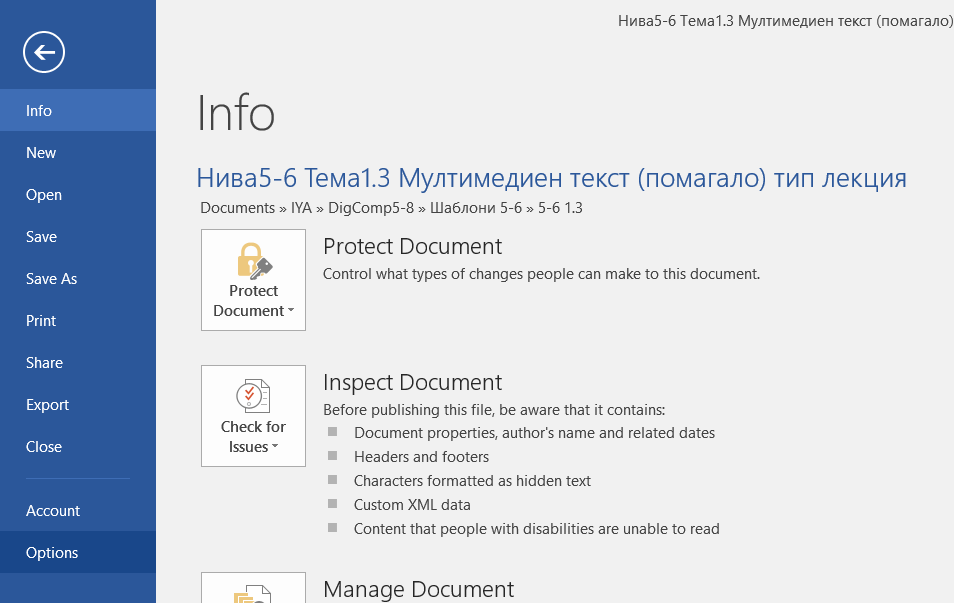 Нива5-6 Тема1.3 Мултимедиен текст (помагало)
Info
New
Open
Save
Save As
Print
Share
Export
Close
Account
Options
Info
Нива5-6 Тема1.3 Мултимедиен текст (помагало) тип лекция
Documents » IYA » DigComp5-8 » Шаблони 5-6 » 5-6 1.3
Protect
Document
Protect Document
Control what types of changes people can make to this document.
Check for
Issues
Inspect Document
Before publishing this file, be aware that it contains:
Document properties, author's name and related dates
Headers and footers
Characters formatted as hidden text
Custom XML data
Content that people with disabilities are unable to read
Manage Document